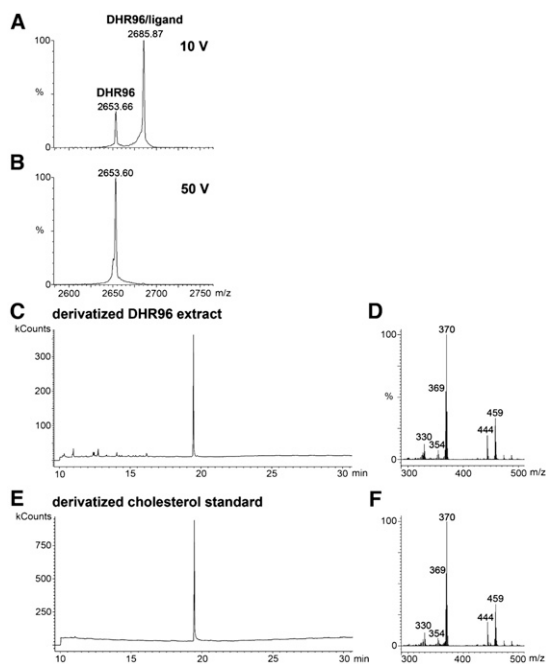 A
DHR96/ligand
2685.87
10 V
100
%
DHR96
2653.66
0
B
2653.60
50 V
100
%
0
2600 2650 2700 2750 m/z
C derivatized DHR96 extract
kCounts
300
200
100
10 15 20 25 30 min
D
370
100
369
%
459
444
330
354
0
300 400 500 m/z
E derivatized cholesterol standard
kCounts
750
500
250
10 15 20 25 30 min
F
370
100
369
%
459
444
330
354
0
300 400 500 m/z